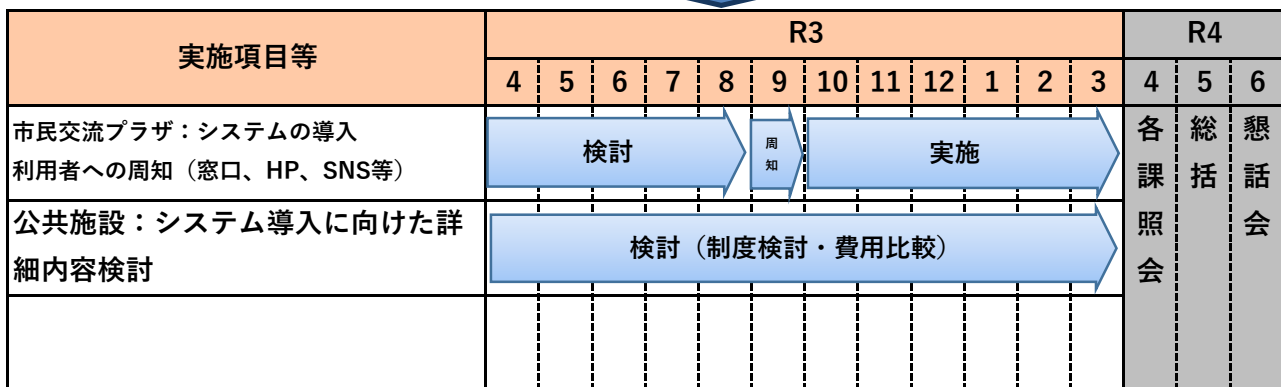 実施項目等
R3
R4
4 5 6 7 8 9 10 11 12 1 2 3 4 5 6
市民交流プラザ：システムの導入
利用者への周知（窓口、HP、SNS等）
検討
周知
実施
公共施設：システム導入に向けた詳
細内容検討
検討（制度検討・費用比較）
各課照会
総括
懇話会